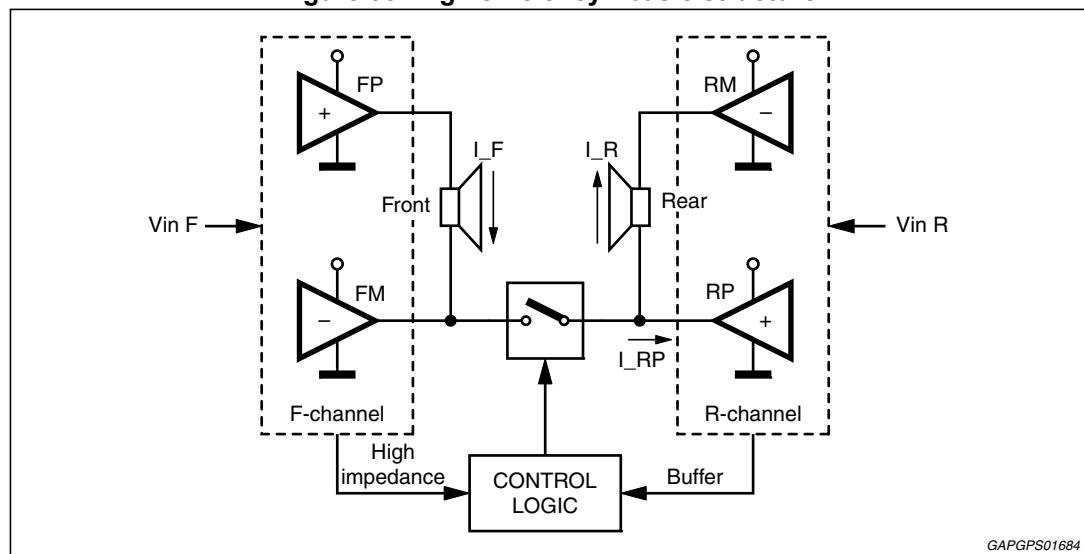 FP
RM
+
−
I_F
I_R
Front
Rear
Vin F
Vin R
FM
RP
−
+
I_RP
F-channel
R-channel
High
impedance
Buffer
CONTROL
LOGIC
GAPGPS01684